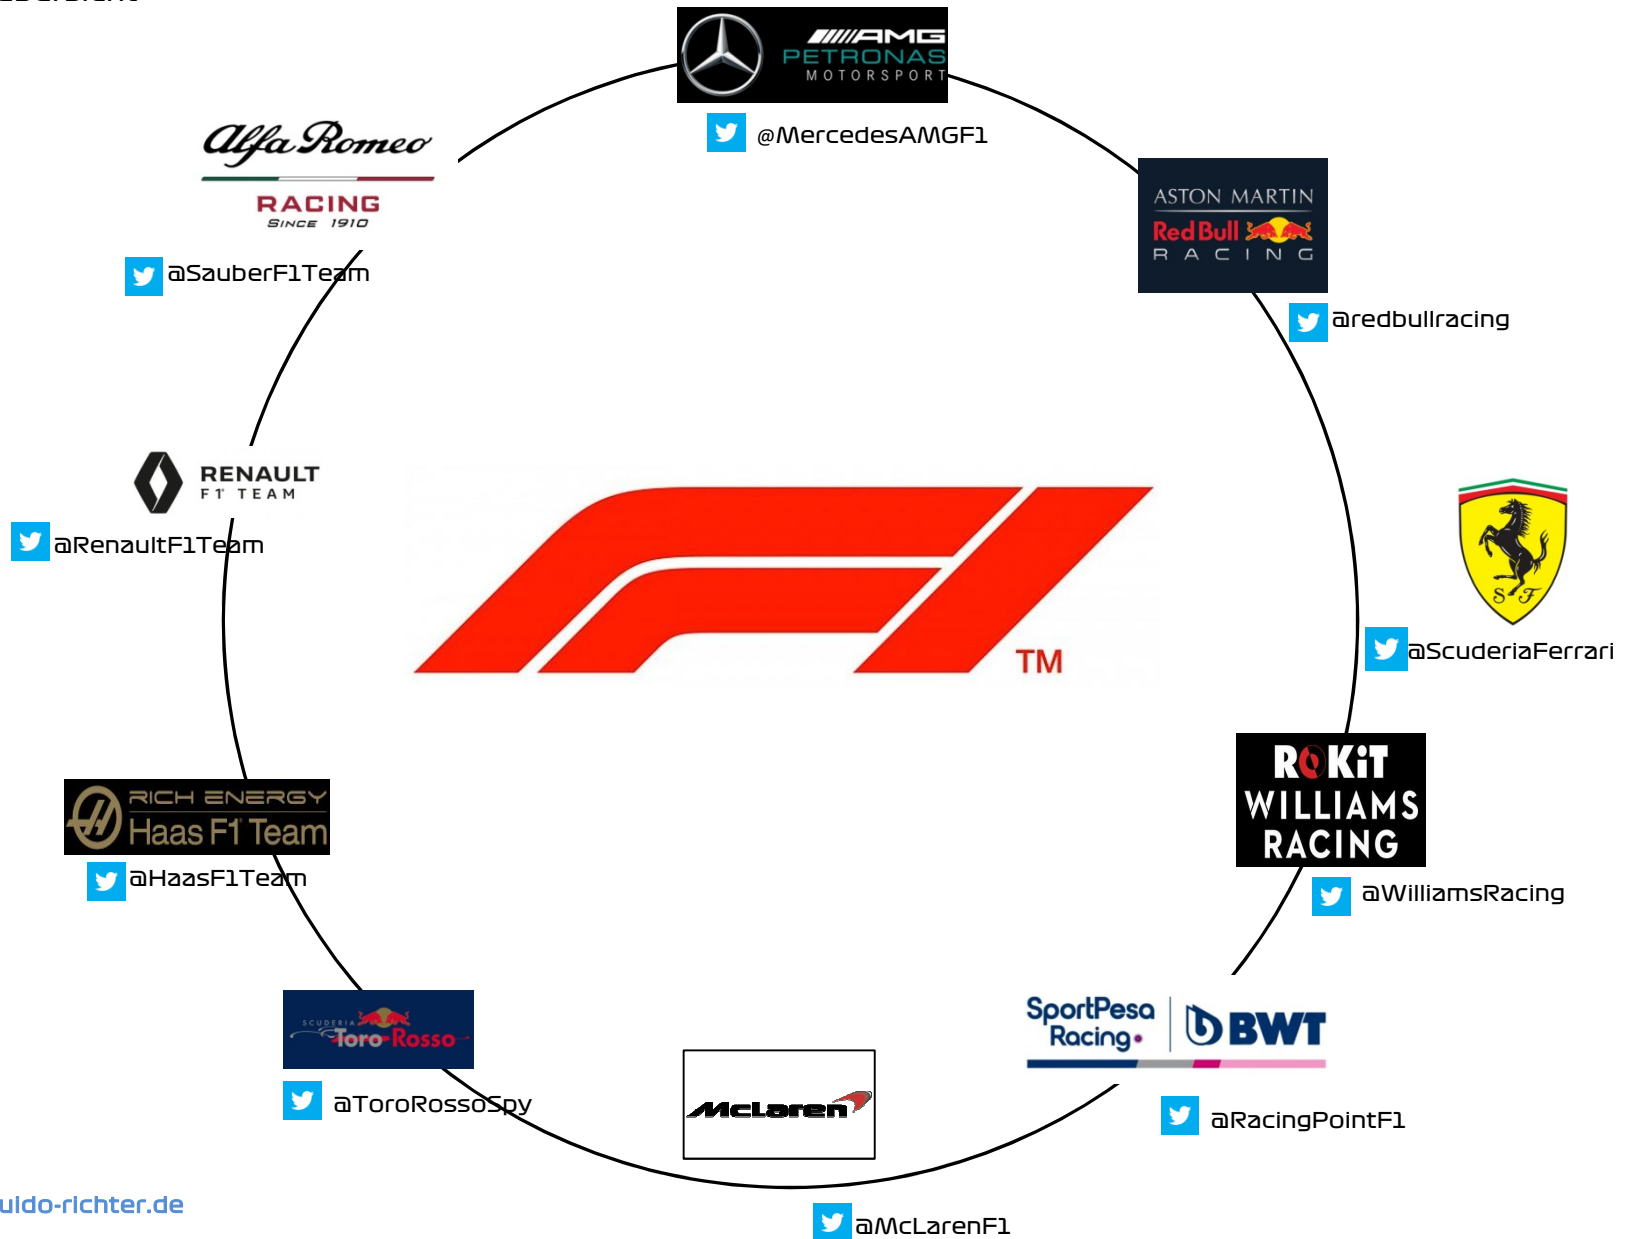 AMG
PETRONAS
MOTORSPORT
@MercedesAMGF1
Alfa Romeo
RACING
SINCE 1910
@SauberF1Team
ASTON MARTIN
Red Bull
RACING
@redbullracing
RENAULT
F1 TEAM
@RenaultF1Team
F1
TM
S F
@ScuderiaFerrari
ROKiT
WILLIAMS
RACING
@WilliamsRacing
RICH ENERGY
Haas F1 Team
@HaasF1Team
SCUDERIA
Toro Rosso
@ToroRossoSpy
McLaren
@McLarenF1
SportPesa
Racing
BWT
@RacingPointF1
uido-richter.de